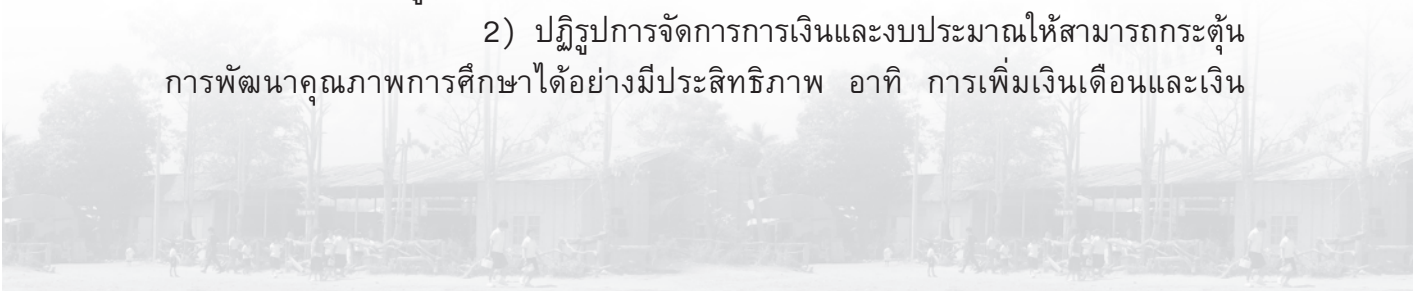 2) ปฏิรูปการจัดการการเงินและงบประมาณให้สามารถกระตุ้น
การพัฒนาคุณภาพการศึกษาได้อย่างมีประสิทธิภาพ อาทิ การเพิ่มเงินเดือนและเงิน